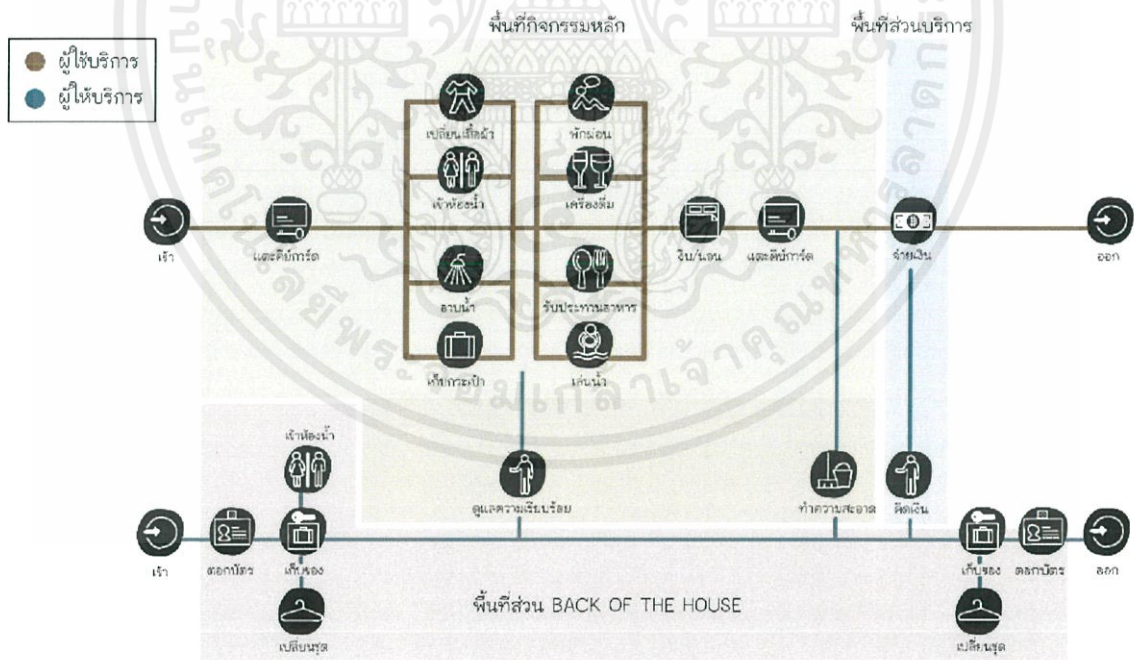 พื้นที่กิจกรรมหลัก
พื้นที่ส่วนบริการ
ผู้ใช้บริการ
ผู้ให้บริการ
เปลี่ยนเสื้อผ้า
พักผ่อน
เข้าห้องน้ำ
เครื่องดื่ม
เข้า
แตะคีย์การ์ด
งีบ/นอน
แตะคีย์การ์ด
จ่ายเงิน
ออก
อาบน้ำ
รับประทานอาหาร
เก็บกระเป๋า
เล่นน้ำ
เข้าห้องน้ำ
ดูแลความเรียบร้อย
ทำความสะอาด
คิดเงิน
เข้า
ตอกบัตร
เก็บของ
เก็บของ
ตอกบัตร
ออก
พื้นที่ส่วน BACK OF THE HOUSE
เปลี่ยนชุด
เปลี่ยนชุด